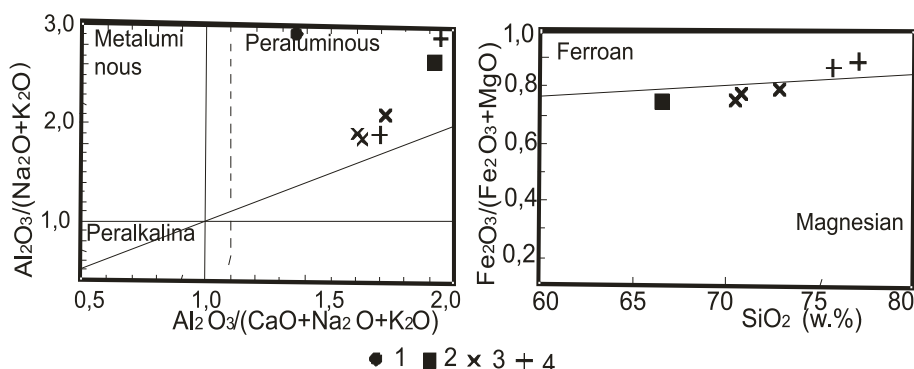 3,0
Metalumi
nous
Peraluminous
2,0
1,0
Peralkalina
0,5
1,0
1,5
2,0
Al2O3/(Na2O+K2O)
Al2O3/(CaO+Na2O+K2O)
1,0
Ferroan
0,8
0,6
0,4
0,2
Magnesian
60
65
70
75
80
Fe2O3/(Fe2O3+MgO)
SiO2 (w.%)
1 2 3 4